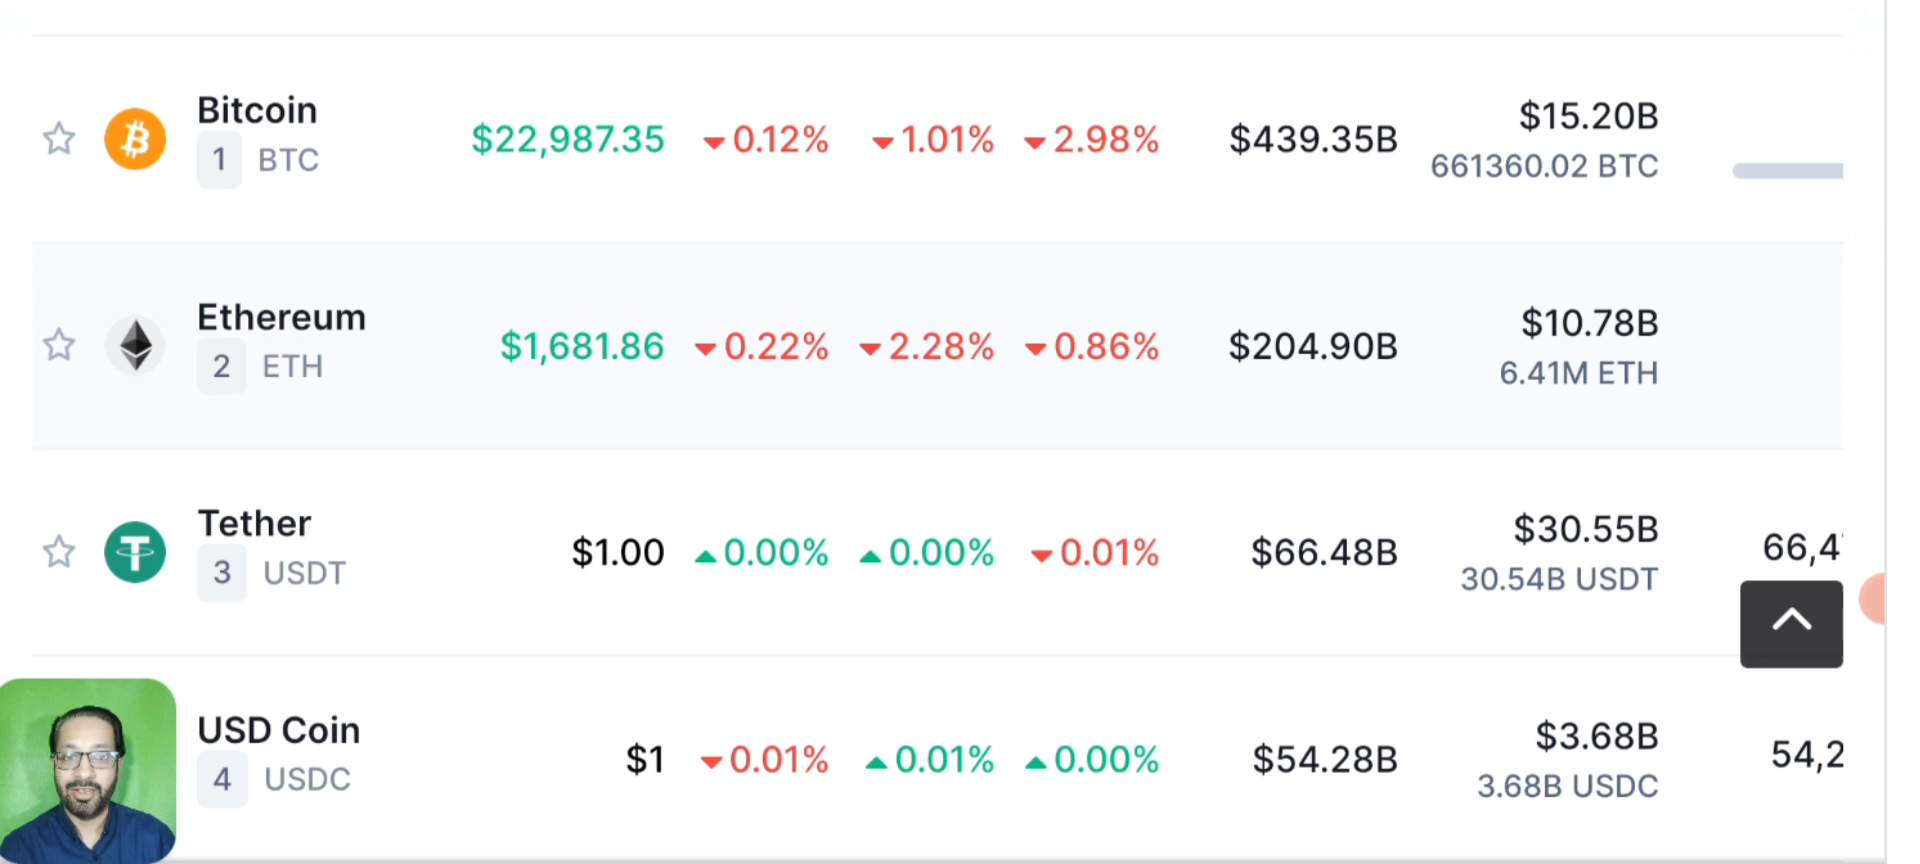 Bitcoin
1 BTC
$22,987.35 0.12% 1.01% 2.98% $439.35B
$15.20B
661360.02 BTC
Ethereum
2 ETH
$1,681.86 0.22% 2.28% 0.86% $204.90B
$10.78B
6.41M ETH
Tether
3 USDT
$1.00 0.00% 0.00% 0.01% $66.48B
$30.55B
30.54B USDT
66,4
USD Coin
4 USDC
$1 0.01% 0.01% 0.00% $54.28B
$3.68B
3.68B USDC
54,2